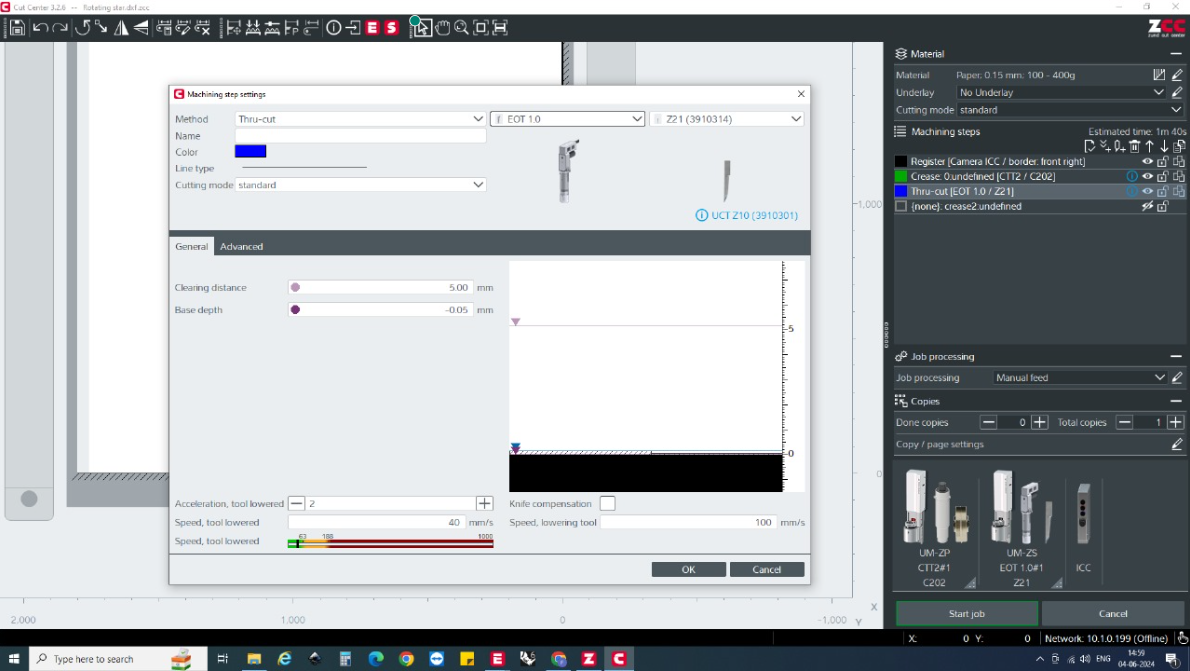 Cut Center 3.2.6 -- Rotating star.dxf.zcc
ZCC
zünd cut center
Machining step settings
Method Thru-cut EOT 1.0 Z21 (3910314)
Name
Color
Line type
Cutting mode standard
UCT Z10 (3910301)
General Advanced
Clearing distance 5.00 mm
Base depth -0.05 mm
5
0
Acceleration, tool lowered 2 Knife compensation
Speed, tool lowered 40 mm/s Speed, lowering tool 100 mm/s
Speed, tool lowered 63 188 1000
OK Cancel
-1,000
0
2.000 1.000 0 -1.000
X
Y
Material
Material Paper: 0.15 mm: 100 - 400g
Underlay No Underlay
Cutting mode standard
Machining steps Estimated time: 1m 40s
Register [Camera ICC / border: front right]
Crease: 0:undefined [CTT2 / C202]
Thru-cut [EOT 1.0 / Z21]
{none}: crease2.undefined
Job processing
Job processing Manual feed
Copies
Done copies 0 Total copies 1
Copy / page settings
UM-ZP UM-ZS
CTT2#1 EOT 1.0#1 ICC
C202 Z21
Start job Cancel
X: 0 Y: 0 Network: 10.1.0.199 (Offline)
Type here to search
ENG
14:59
04-06-2024